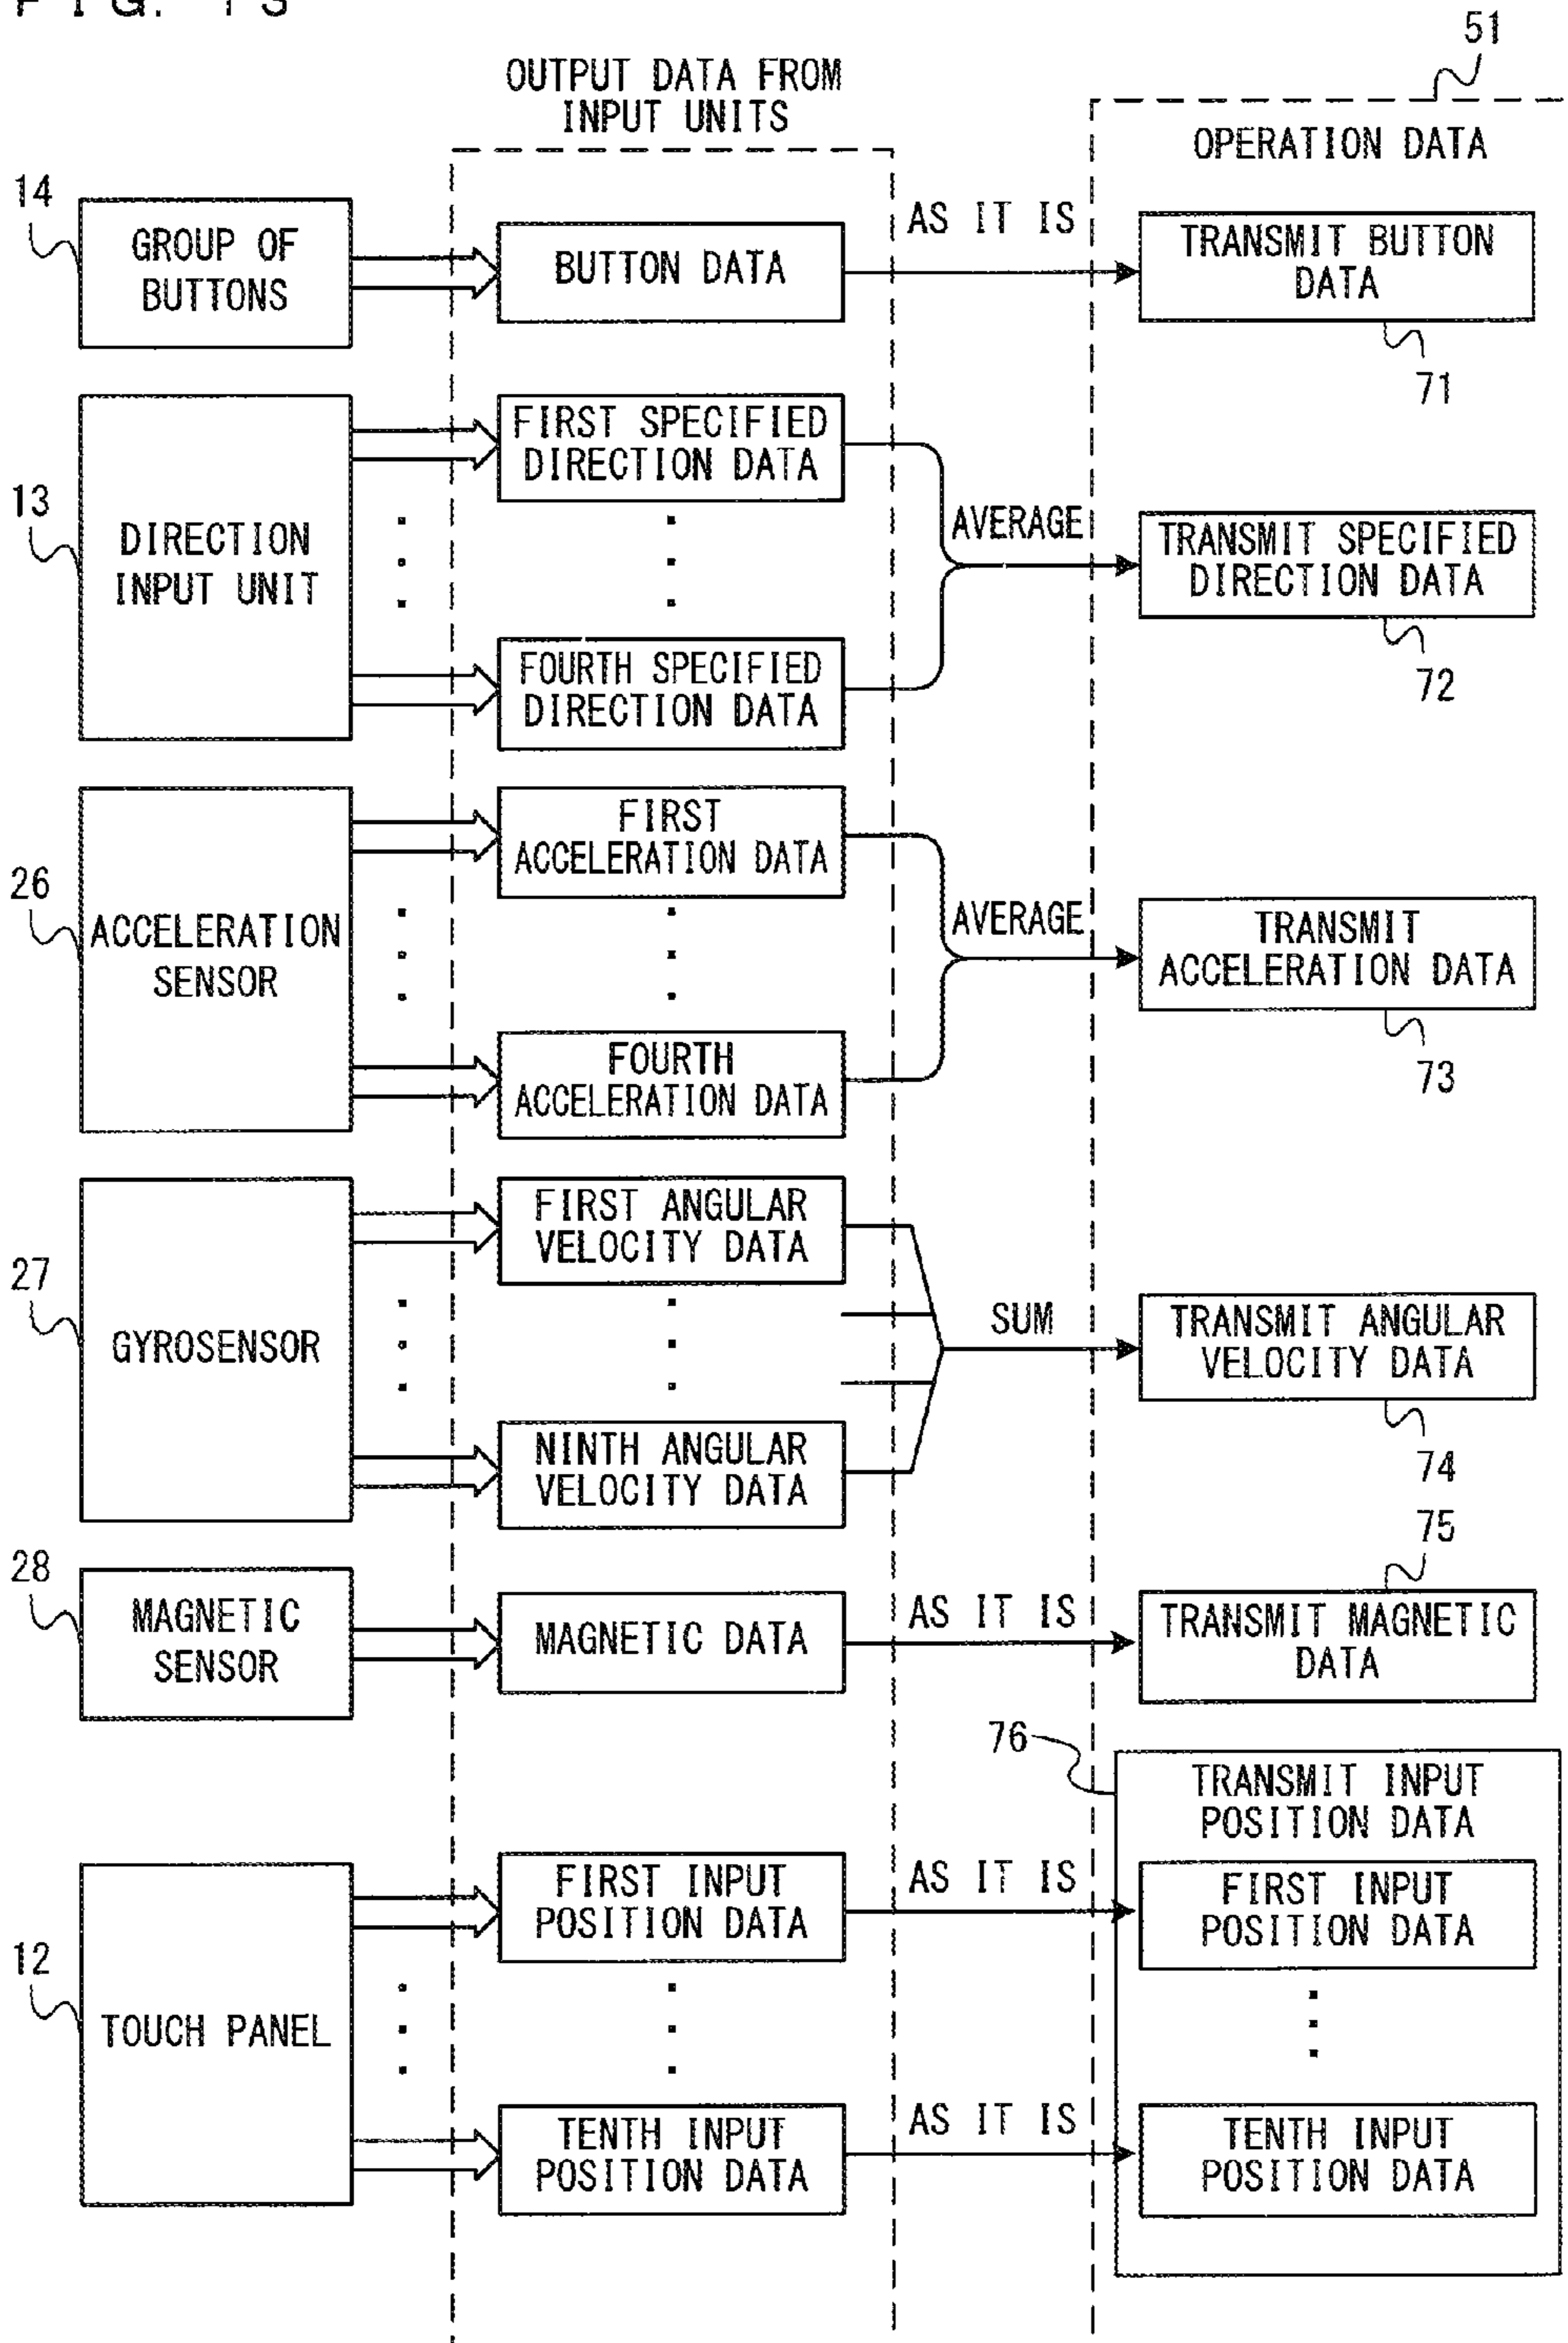 FIG. 13
51
OUTPUT DATA FROM
INPUT UNITS
OPERATION DATA
14
GROUP OF
BUTTONS
BUTTON DATA
AS IT IS
TRANSMIT BUTTON
DATA
71
13
DIRECTION
INPUT UNIT
FIRST SPECIFIED
DIRECTION DATA
FOURTH SPECIFIED
DIRECTION DATA
AVERAGE
TRANSMIT SPECIFIED
DIRECTION DATA
72
26
ACCELERATION
SENSOR
FIRST
ACCELERATION DATA
FOURTH
ACCELERATION DATA
AVERAGE
TRANSMIT
ACCELERATION DATA
73
27
GYROSENSOR
FIRST ANGULAR
VELOCITY DATA
NINTH ANGULAR
VELOCITY DATA
SUM
TRANSMIT ANGULAR
VELOCITY DATA
74
28
MAGNETIC
SENSOR
MAGNETIC DATA
AS IT IS
75
TRANSMIT MAGNETIC
DATA
76
TRANSMIT INPUT
POSITION DATA
12
TOUCH PANEL
FIRST INPUT
POSITION DATA
AS IT IS
FIRST INPUT
POSITION DATA
TENTH INPUT
POSITION DATA
AS IT IS
TENTH INPUT
POSITION DATA